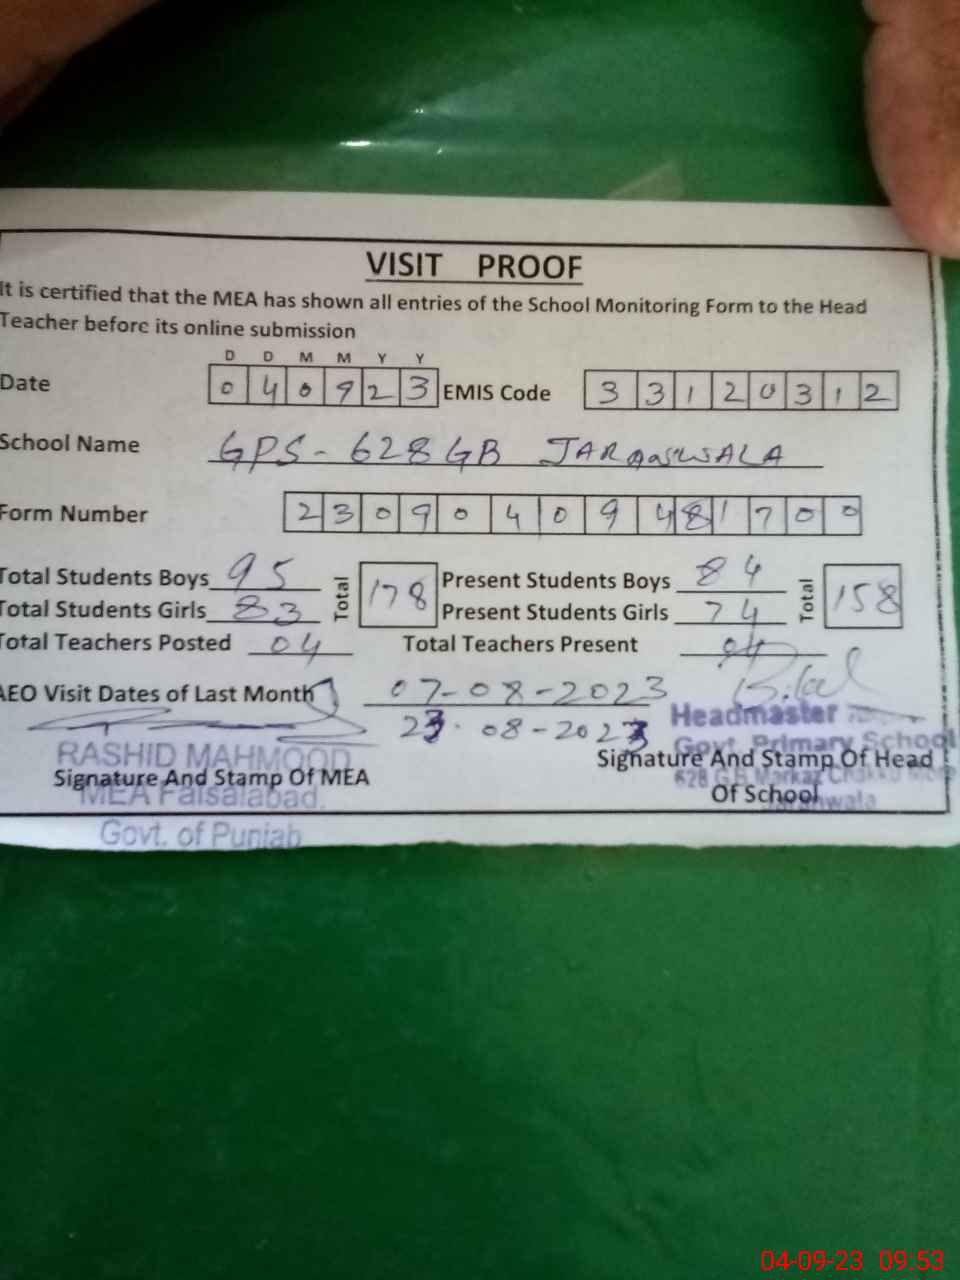 VISIT PROOF
It is certified that the MEA has shown all entries of the School Monitoring Form to the Head
Teacher before its online submission
D D M M Y Y
Date 0 4 0 9 2 3 EMIS Code 3 3 1 2 0 3 1 2
School Name GPS - 628 GB JARANWALA
Form Number 2 3 0 9 0 4 0 9 4 8 1 7 0 0
Total Students Boys 95 Total 178 Present Students Boys 84 Total 158
Total Students Girls 83 Present Students Girls 74
Total Teachers Posted 04 Total Teachers Present 04
AEO Visit Dates of Last Month 07-08-2023
23-08-2023
Headmaster
RASHID MAHMOOD Govt. Primary School
Signature And Stamp Of MEA Signature And Stamp Of Head
MEA Faisalabad. 628 G.B Markaz
Of School
Jaranwala
Govt. of Punjab
04-09-23 09.53